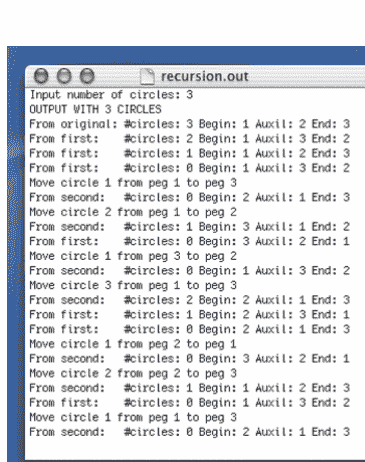 recursion.out
Input number of circles: 3
OUTPUT WITH 3 CIRCLES
From original: #circles: 3 Begin: 1 Auxil: 2 End: 3
From first: #circles: 2 Begin: 1 Auxil: 3 End: 2
From first: #circles: 1 Begin: 1 Auxil: 2 End: 3
From first: #circles: 0 Begin: 1 Auxil: 3 End: 2
Move circle 1 from peg 1 to peg 3
From second: #circles: 0 Begin: 2 Auxil: 1 End: 3
Move circle 2 from peg 1 to peg 2
From second: #circles: 1 Begin: 3 Auxil: 1 End: 2
From first: #circles: 0 Begin: 3 Auxil: 2 End: 1
Move circle 1 from peg 3 to peg 2
From second: #circles: 0 Begin: 1 Auxil: 3 End: 2
Move circle 3 from peg 1 to peg 3
From second: #circles: 2 Begin: 2 Auxil: 1 End: 3
From first: #circles: 1 Begin: 2 Auxil: 3 End: 1
From first: #circles: 0 Begin: 2 Auxil: 1 End: 3
Move circle 1 from peg 2 to peg 1
From second: #circles: 0 Begin: 3 Auxil: 2 End: 1
Move circle 2 from peg 2 to peg 3
From second: #circles: 1 Begin: 1 Auxil: 2 End: 3
From first: #circles: 0 Begin: 1 Auxil: 3 End: 2
Move circle 1 from peg 1 to peg 3
From second: #circles: 0 Begin: 2 Auxil: 1 End: 3